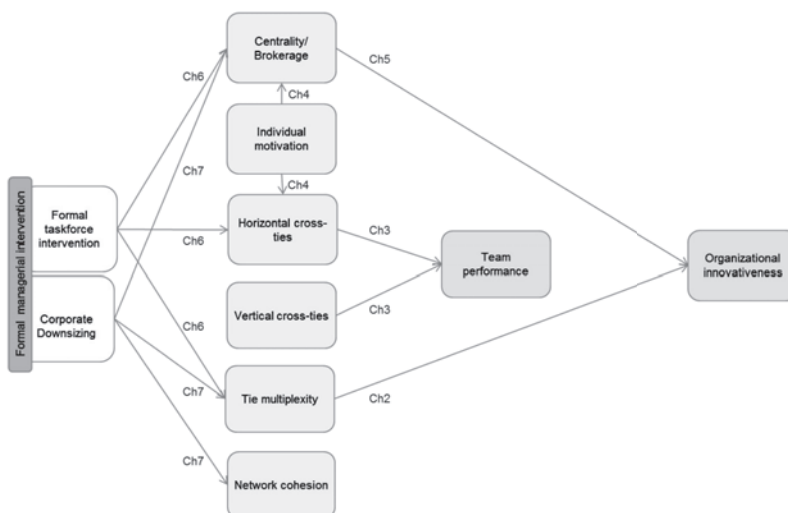 Centrality/
Brokerage
Ch6
Ch5
Ch4
Individual
motivation
Ch7
Ch4
Formal managerial intervention
Formal
taskforce
intervention
Horizontal cross-
ties
Ch6
Ch3
Team
performance
Organizational
innovativeness
Corporate
Downsizing
Vertical cross-ties
Ch3
Ch6
Tie multiplexity
Ch7
Ch2
Ch7
Network cohesion